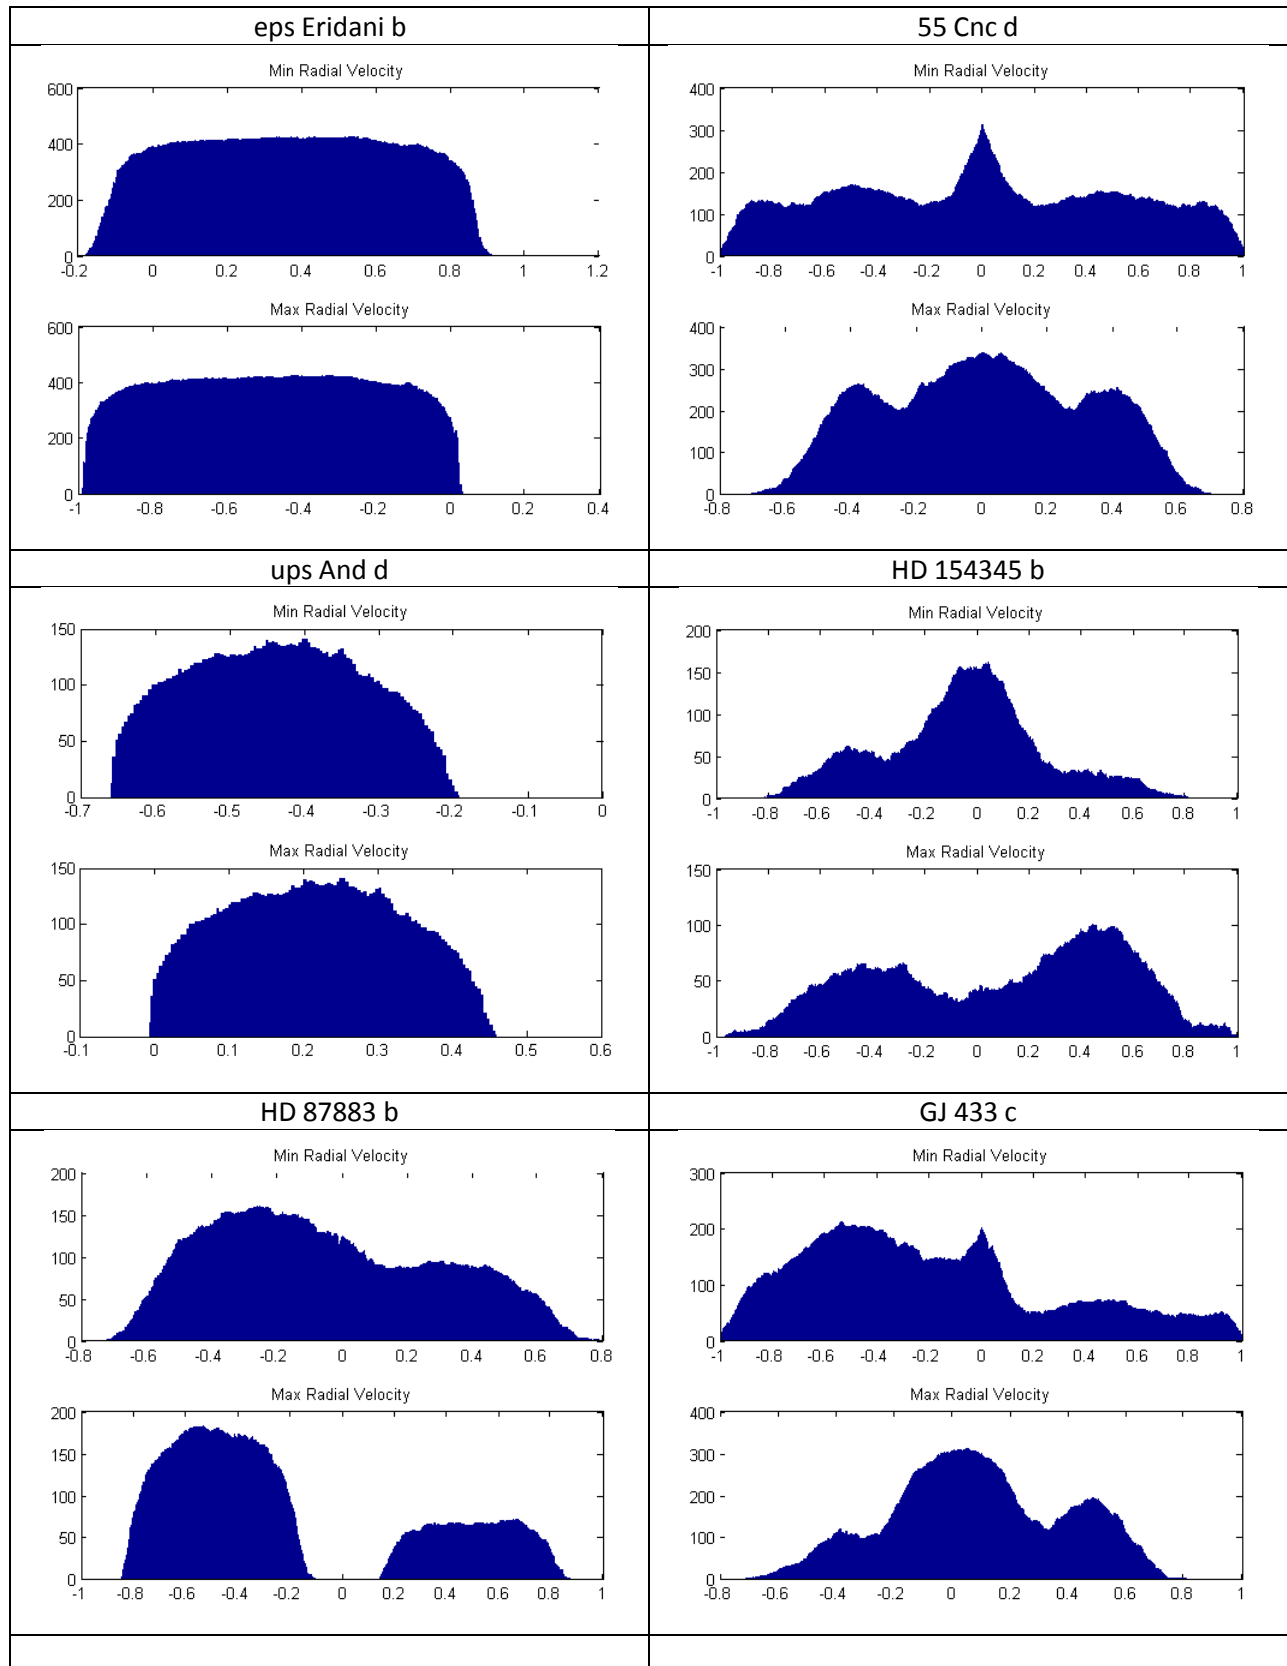 eps Eridani b
55 Cnc d
Min Radial Velocity
600
400
200
0
-0.2 0 0.2 0.4 0.6 0.8 1 1.2
Max Radial Velocity
600
400
200
0
-1 -0.8 -0.6 -0.4 -0.2 0 0.2 0.4
Min Radial Velocity
400
300
200
100
0
-1 -0.8 -0.6 -0.4 -0.2 0 0.2 0.4 0.6 0.8 1
Max Radial Velocity
400
300
200
100
0
-0.8 -0.6 -0.4 -0.2 0 0.2 0.4 0.6 0.8
ups And d
HD 154345 b
Min Radial Velocity
150
100
50
0
-0.7 -0.6 -0.5 -0.4 -0.3 -0.2 -0.1 0
Max Radial Velocity
150
100
50
0
-0.1 0 0.1 0.2 0.3 0.4 0.5 0.6
Min Radial Velocity
200
150
100
50
0
-1 -0.8 -0.6 -0.4 -0.2 0 0.2 0.4 0.6 0.8 1
Max Radial Velocity
150
100
50
0
-1 -0.8 -0.6 -0.4 -0.2 0 0.2 0.4 0.6 0.8 1
HD 87883 b
GJ 433 c
Min Radial Velocity
200
150
100
50
0
-0.8 -0.6 -0.4 -0.2 0 0.2 0.4 0.6 0.8
Max Radial Velocity
200
150
100
50
0
-1 -0.8 -0.6 -0.4 -0.2 0 0.2 0.4 0.6 0.8 1
Min Radial Velocity
300
200
100
0
-1 -0.8 -0.6 -0.4 -0.2 0 0.2 0.4 0.6 0.8 1
Max Radial Velocity
400
300
200
100
0
-0.8 -0.6 -0.4 -0.2 0 0.2 0.4 0.6 0.8 1